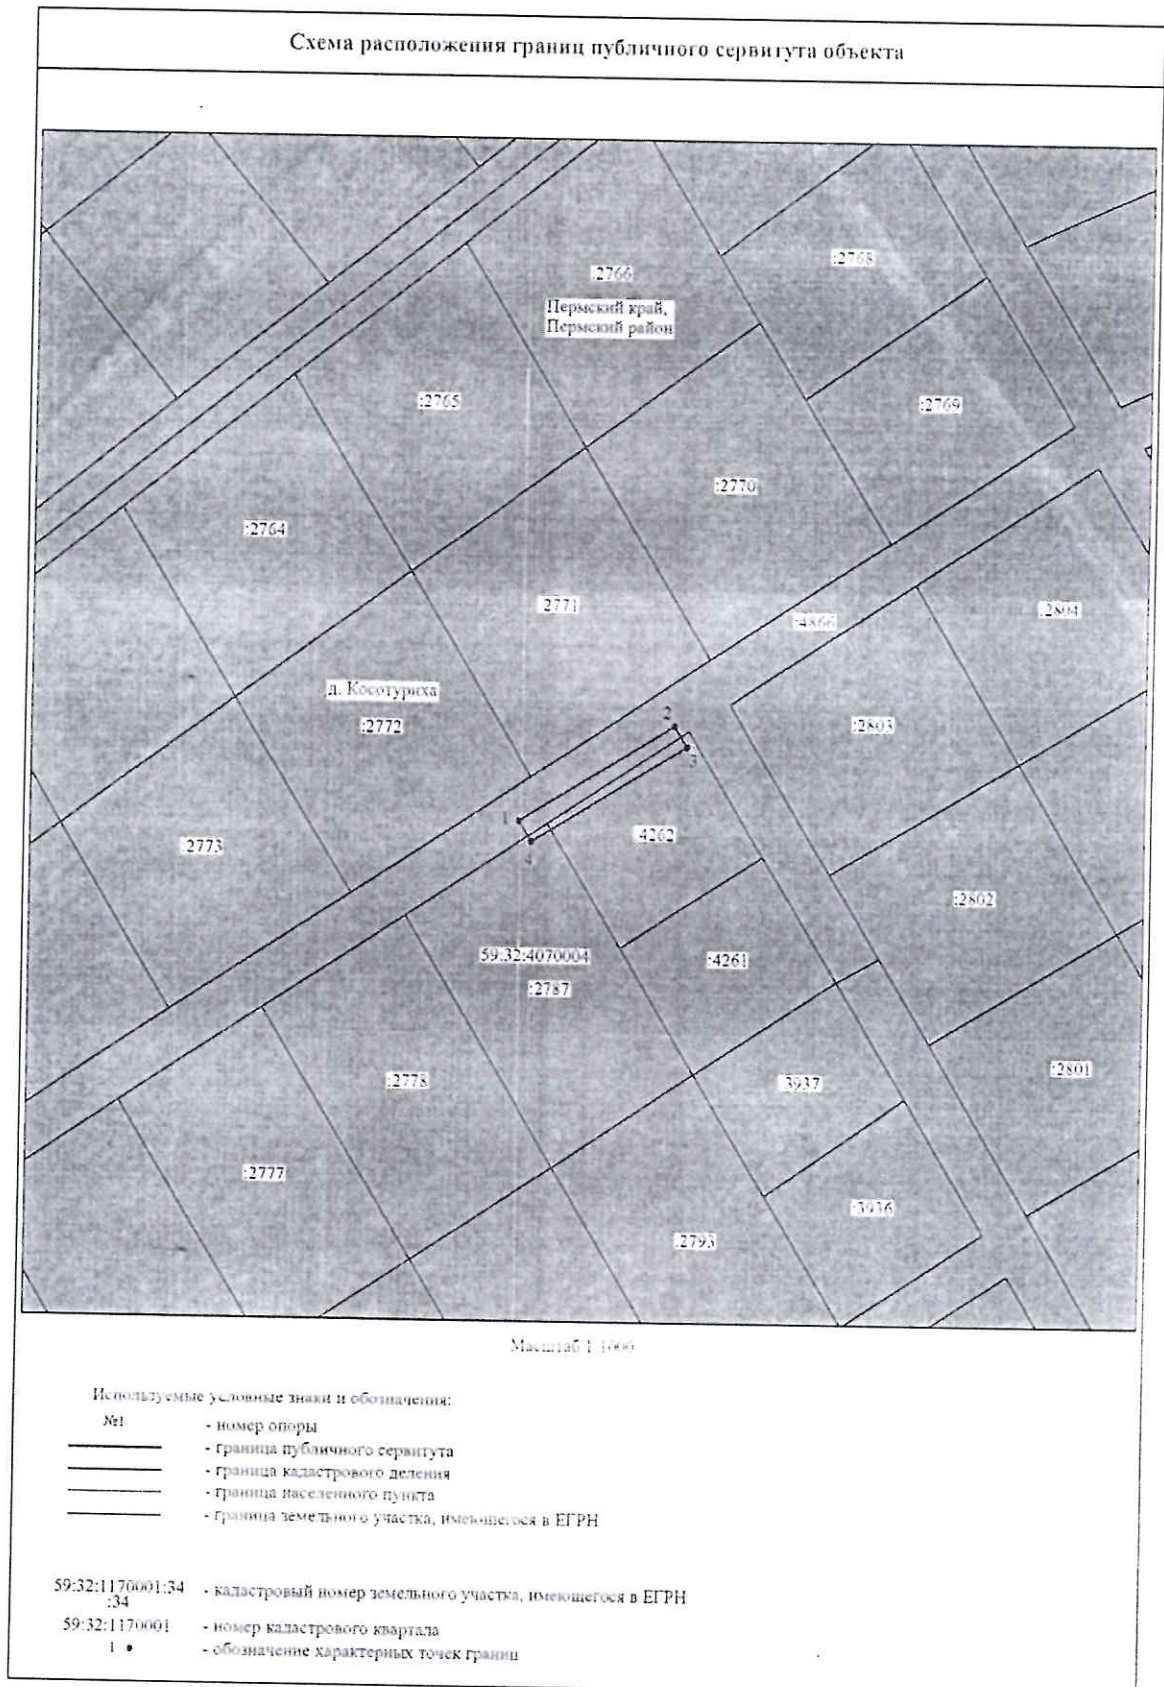 Схема расположения границ публичного сервитута объекта
:2768
:2766
Пермский край,
Пермский район
:2765
:2769
:2770
:2764
:2771
:2804
:4866
д. Косотуриха
:2772
2
:2803
3
1
:4262
4
:2773
:2802
59:32:4070004
:4261
:2787
:2801
:2778
:3937
:2777
:3936
:2793
Масштаб 1:1000
Используемые условные знаки и обозначения:
№1 - номер опоры
- граница публичного сервитута
- граница кадастрового деления
- граница населенного пункта
- граница земельного участка, имеющегося в ЕГРН
59:32:1170001:34
:34
- кадастровый номер земельного участка, имеющегося в ЕГРН
59:32:1170001 - номер кадастрового квартала
1 • - обозначение характерных точек границ